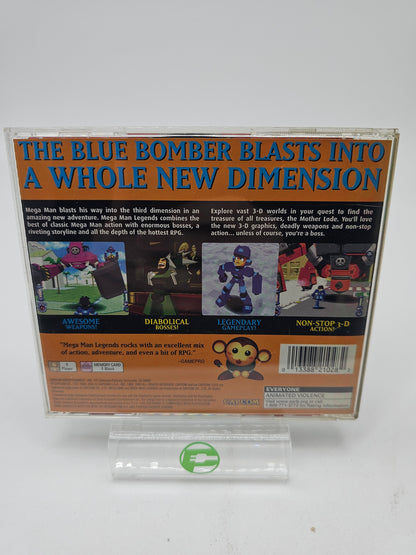 THE BLUE BOMBER BLASTS INTO
A WHOLE NEW DIMENSION
Mega Man blasts his way into the third dimension in an
amazing new adventure. Mega Man Legends combines the
best of classic Mega Man action with enormous bosses, a
riveting storyline and all the depth of the hottest RPG.
Explore vast 3-D worlds in your quest to find the
treasure of all treasures, the Mother Lode. You'll love
the new 3-D graphics, deadly weapons and non-stop
action... unless of course, you're a boss.
AWESOME
WEAPONS!
DIABOLICAL
BOSSES!
LEGENDARY
GAMEPLAY!
NON-STOP 3-D
ACTION!
"Mega Man Legends rocks with an excellent mix
of action, adventure, and even a bit of RPG."
—GAMEPRO
1
Player
MEMORY CARD
1 Block
CAPCOM
0 13388 21028 2
EVERYONE
ANIMATED VIOLENCE